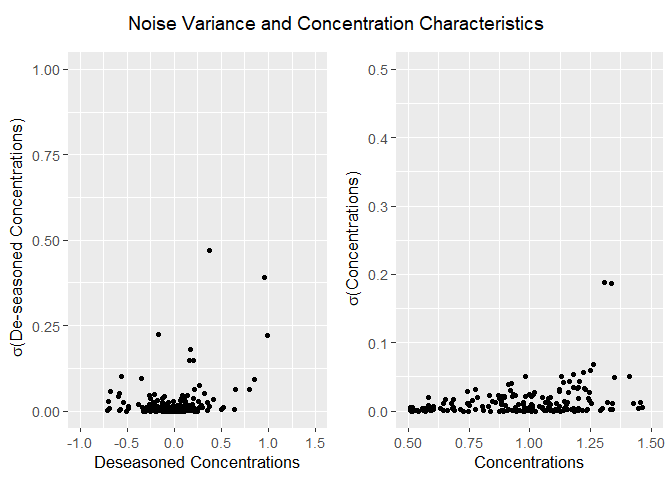 Noise Variance and Concentration Characteristics
σ(De-seasoned Concentrations)
1.00
0.75
0.50
0.25
0.00
-1.0 -0.5 0.0 0.5 1.0 1.5
Deseasoned Concentrations
σ(Concentrations)
0.5
0.4
0.3
0.2
0.1
0.0
0.50 0.75 1.00 1.25 1.50
Concentrations